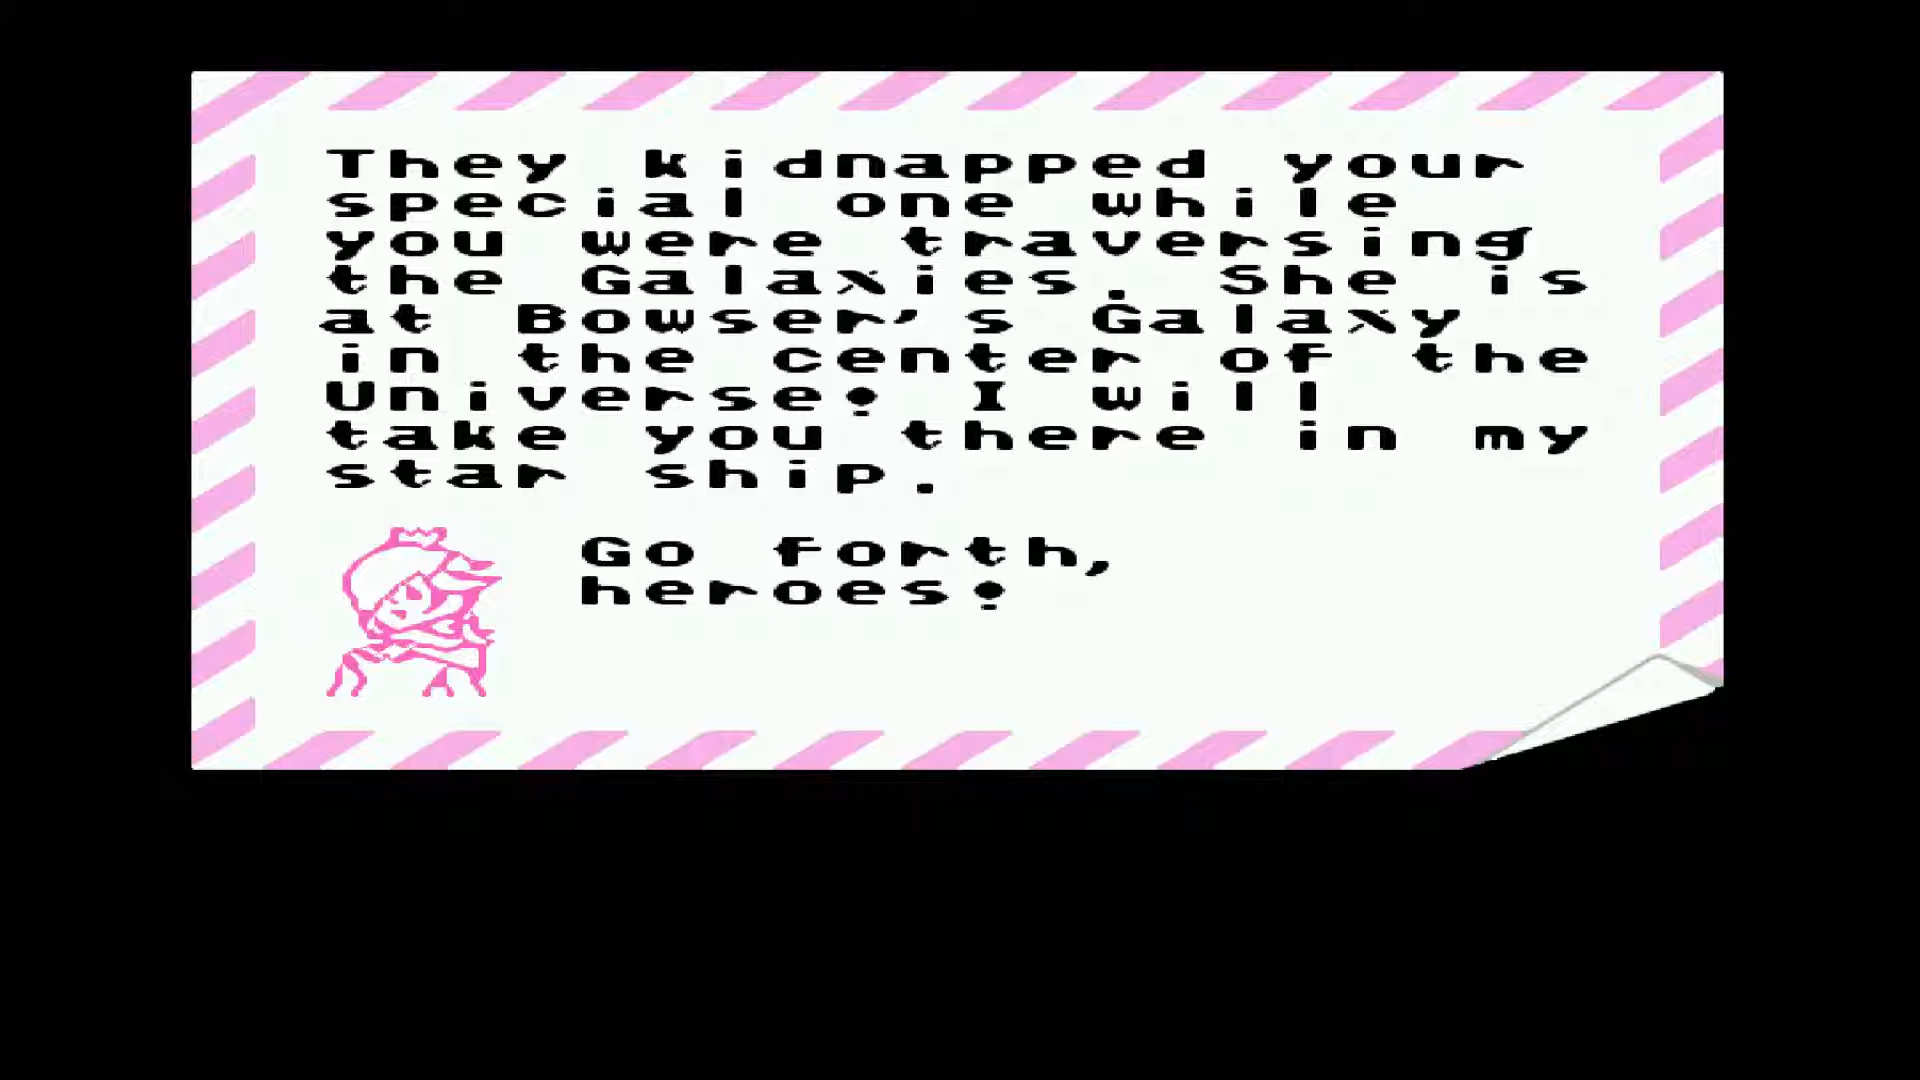 They kidnapped your
special one while
you were traversing
the Galaxies. She is
at Bowser's Galaxy
in the center of the
Universe! I will
take you there in my
star ship.
Go forth,
heroes!